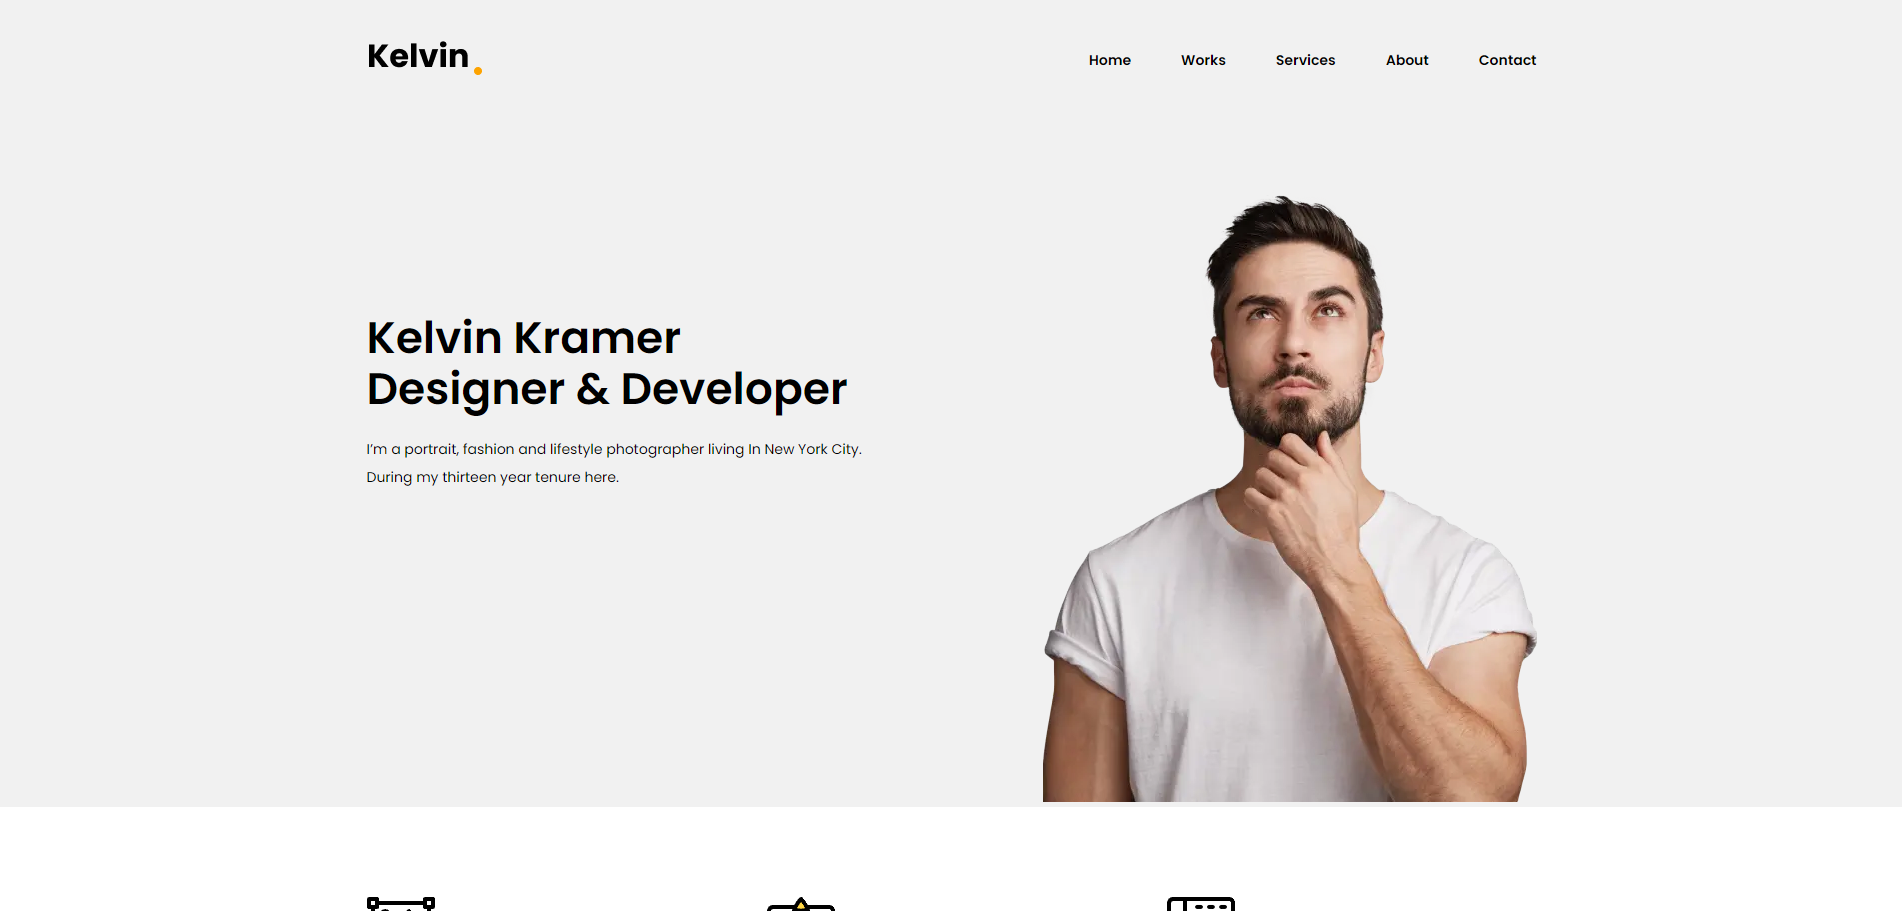 Kelvin.
Home Works Services About Contact
Kelvin Kramer
Designer & Developer
I’m a portrait, fashion and lifestyle photographer living In New York City.
During my thirteen year tenure here.